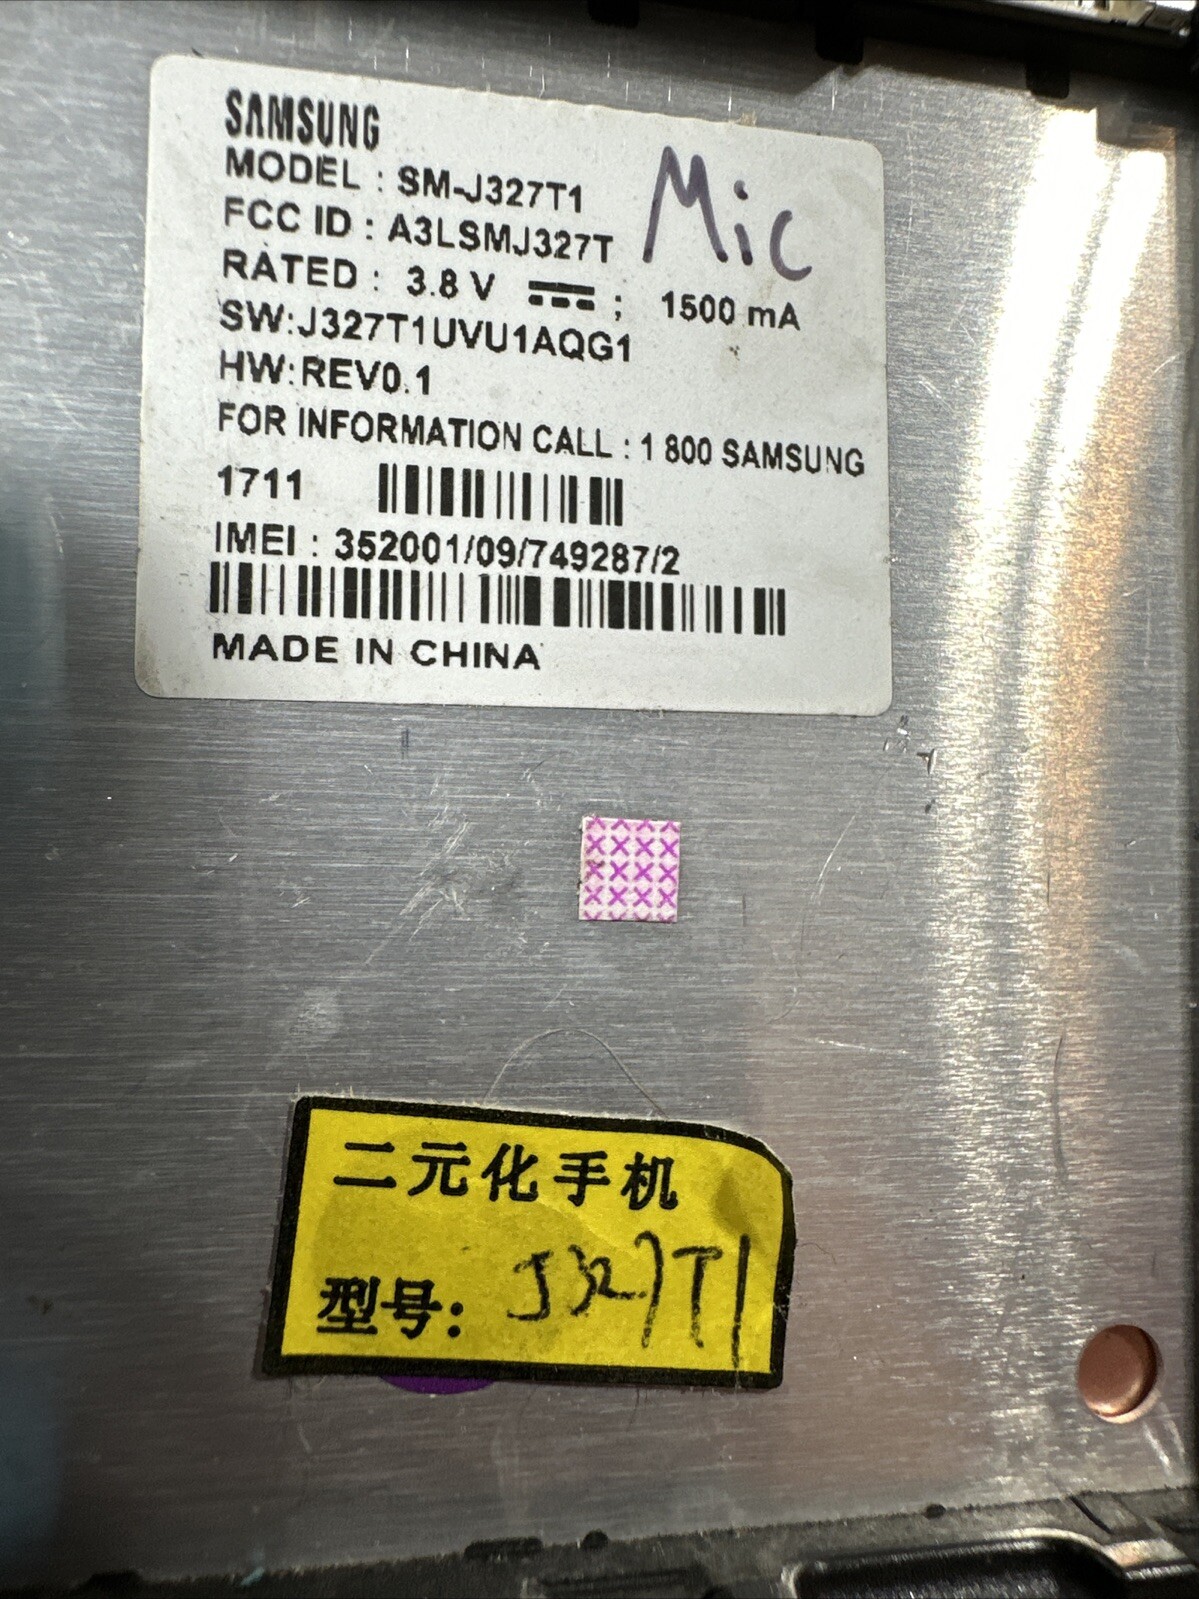 SAMSUNG
MODEL : SM-J327T1
Mic
FCC ID : A3LSMJ327T
RATED : 3.8 V ; 1500 mA
SW:J327T1UVU1AQG1
HW:REV0.1
FOR INFORMATION CALL : 1 800 SAMSUNG
1711
IMEI : 352001/09/749287/2
MADE IN CHINA
二元化手机
型号: J327T1